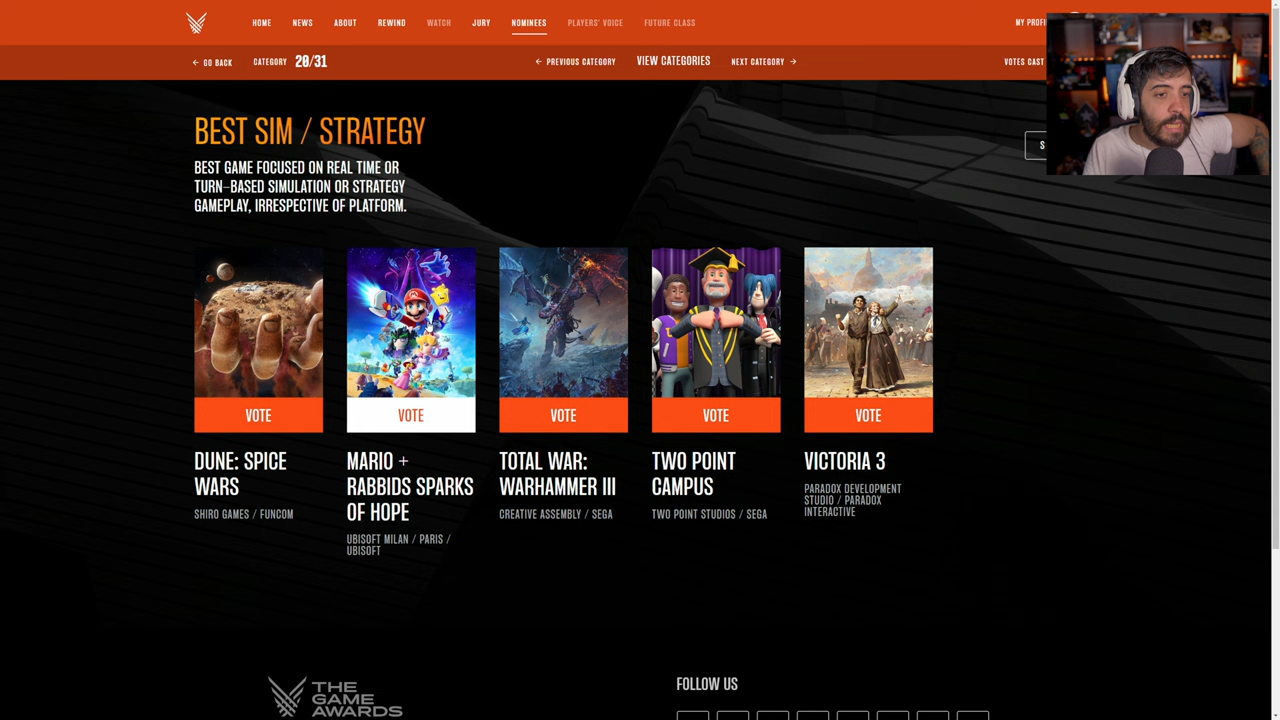 HOME NEWS ABOUT REWIND WATCH JURY NOMINEES PLAYERS' VOICE FUTURE CLASS MY
← GO BACK CATEGORY 20/31 ← PREVIOUS CATEGORY VIEW CATEGORIES NEXT CATEGORY → VOTES CAST
BEST SIM / STRATEGY
BEST GAME FOCUSED ON REAL TIME OR
TURN-BASED SIMULATION OR STRATEGY
GAMEPLAY, IRRESPECTIVE OF PLATFORM.
VOTE VOTE VOTE VOTE VOTE
DUNE: SPICE
WARS
SHIRO GAMES / FUNCOM
MARIO +
RABBIDS SPARKS
OF HOPE
UBISOFT MILAN / PARIS /
UBISOFT
TOTAL WAR:
WARHAMMER III
CREATIVE ASSEMBLY / SEGA
TWO POINT
CAMPUS
TWO POINT STUDIOS / SEGA
VICTORIA 3
PARADOX DEVELOPMENT
STUDIO / PARADOX
INTERACTIVE
THE
GAME
AWARDS
FOLLOW US